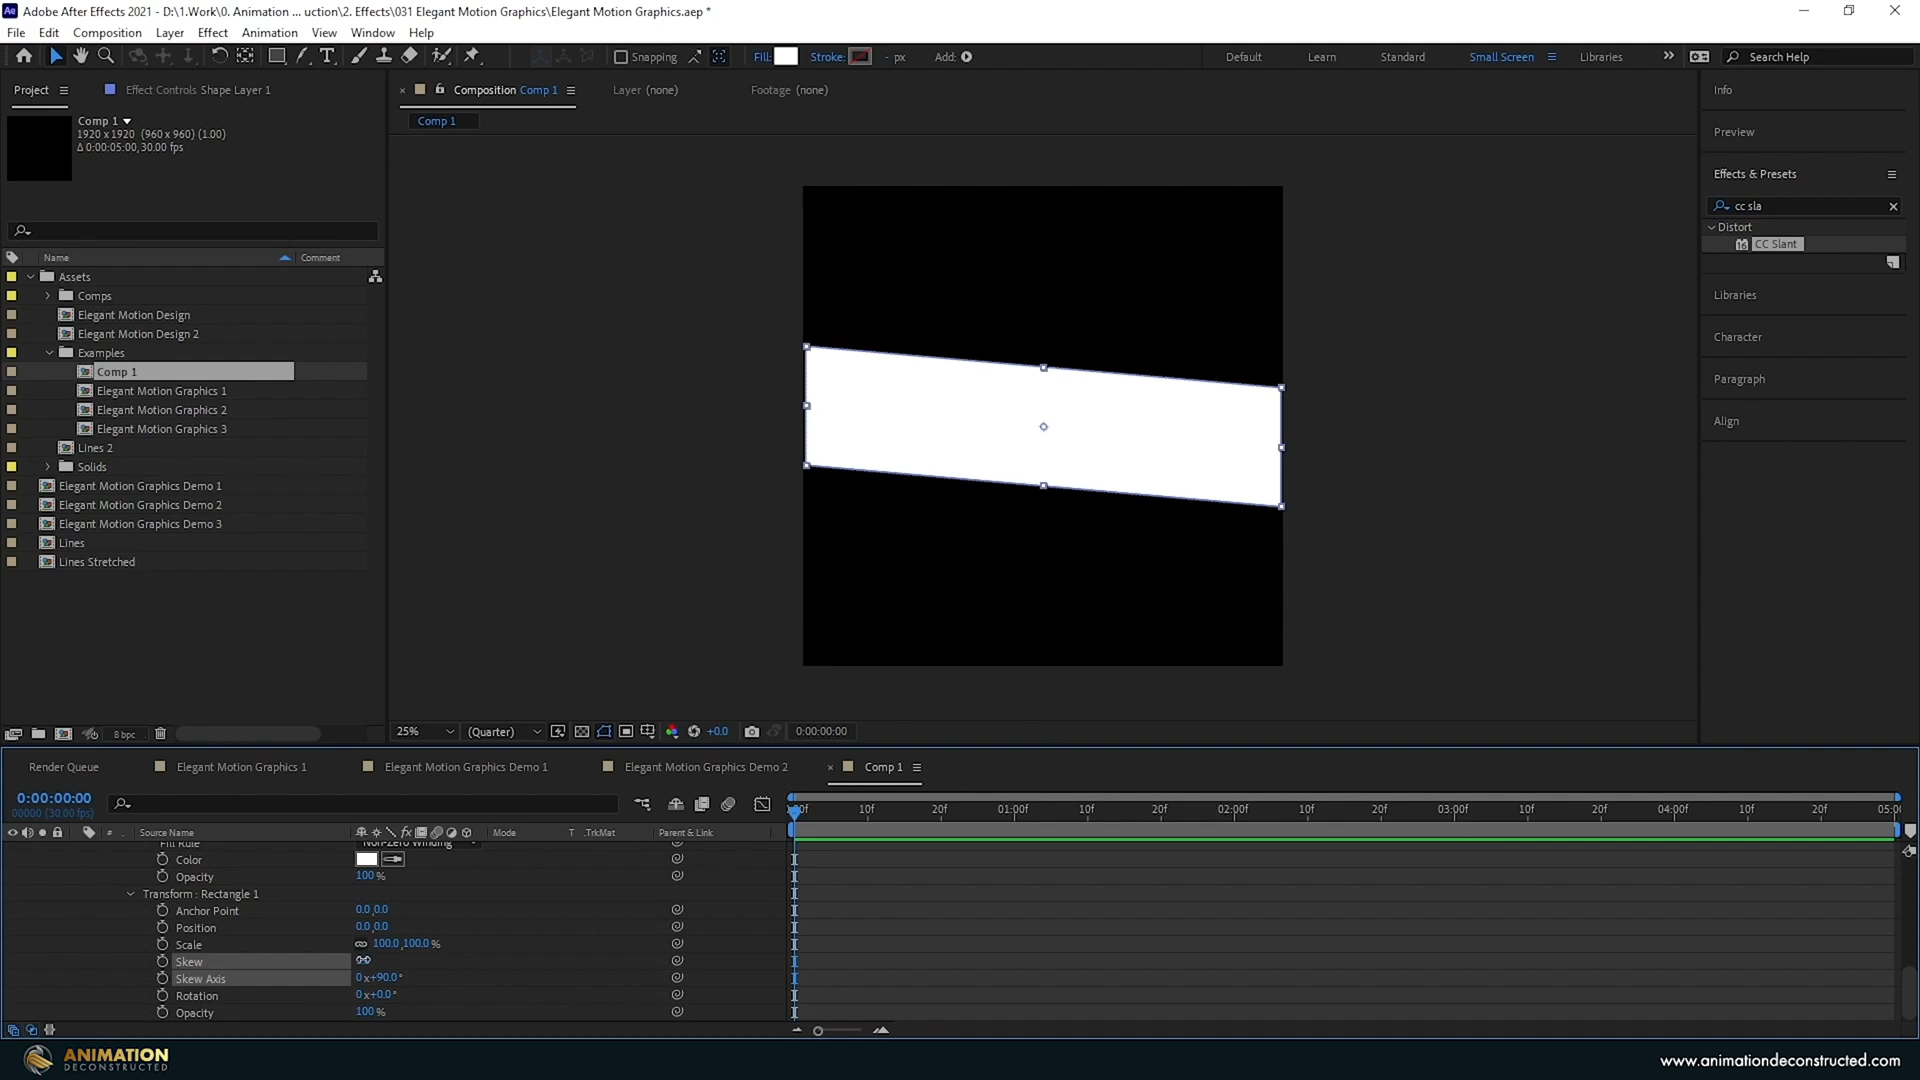 Adobe After Effects 2021 - D:\1.Work\0. Animation ... uction\2. Effects\031 Elegant Motion Graphics\Elegant Motion Graphics.aep *
File Edit Composition Layer Effect Animation View Window Help
Snapping Fill: Stroke: - px Add: Default Learn Standard Small Screen Libraries Search Help
Project Effect Controls Shape Layer 1
Composition Comp 1 Layer (none) Footage (none)
Comp 1
Comp 1
1920 x 1920 (960 x 960) (1.00)
Δ 0:00:05:00, 30.00 fps
Name Comment
Assets
Comps
Elegant Motion Design
Elegant Motion Design 2
Examples
Comp 1
Elegant Motion Graphics 1
Elegant Motion Graphics 2
Elegant Motion Graphics 3
Lines 2
Solids
Elegant Motion Graphics Demo 1
Elegant Motion Graphics Demo 2
Elegant Motion Graphics Demo 3
Lines
Lines Stretched
8 bpc
25% (Quarter) +0.0 0:00:00:00
Info
Preview
Effects & Presets
cc sla
Distort
16 CC Slant
Libraries
Character
Paragraph
Align
Render Queue Elegant Motion Graphics 1 Elegant Motion Graphics Demo 1 Elegant Motion Graphics Demo 2 Comp 1
0:00:00:00
00000 (30.00 fps)
:00f 10f 20f 01:00f 10f 20f 02:00f 10f 20f 03:00f 10f 20f 04:00f 10f 20f 05:00
# . Source Name fx Mode T .TrkMat Parent & Link
Fill Rule Non-Zero Winding
Color
Opacity 100 %
Transform : Rectangle 1
Anchor Point 0.0,0.0
Position 0.0,0.0
Scale 100.0,100.0 %
Skew
Skew Axis 0 x+90.0°
Rotation 0 x+0.0°
Opacity 100 %
ANIMATION
DECONSTRUCTED
www.animationdeconstructed.com